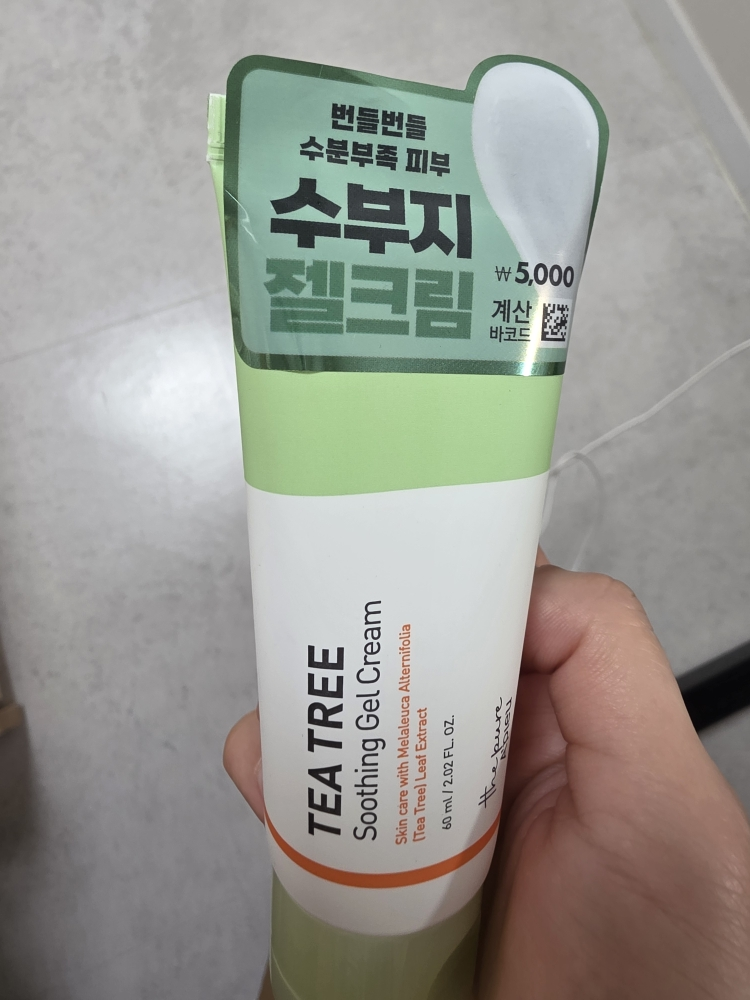 번들번들
수분부족 피부
수부지
젤크림
₩5,000
계산
바코드
TEA TREE
Soothing Gel Cream
Skin care with Melaleuca Alternifolia
(Tea Tree) Leaf Extract
60 ml / 2.02 FL. OZ.
the pure